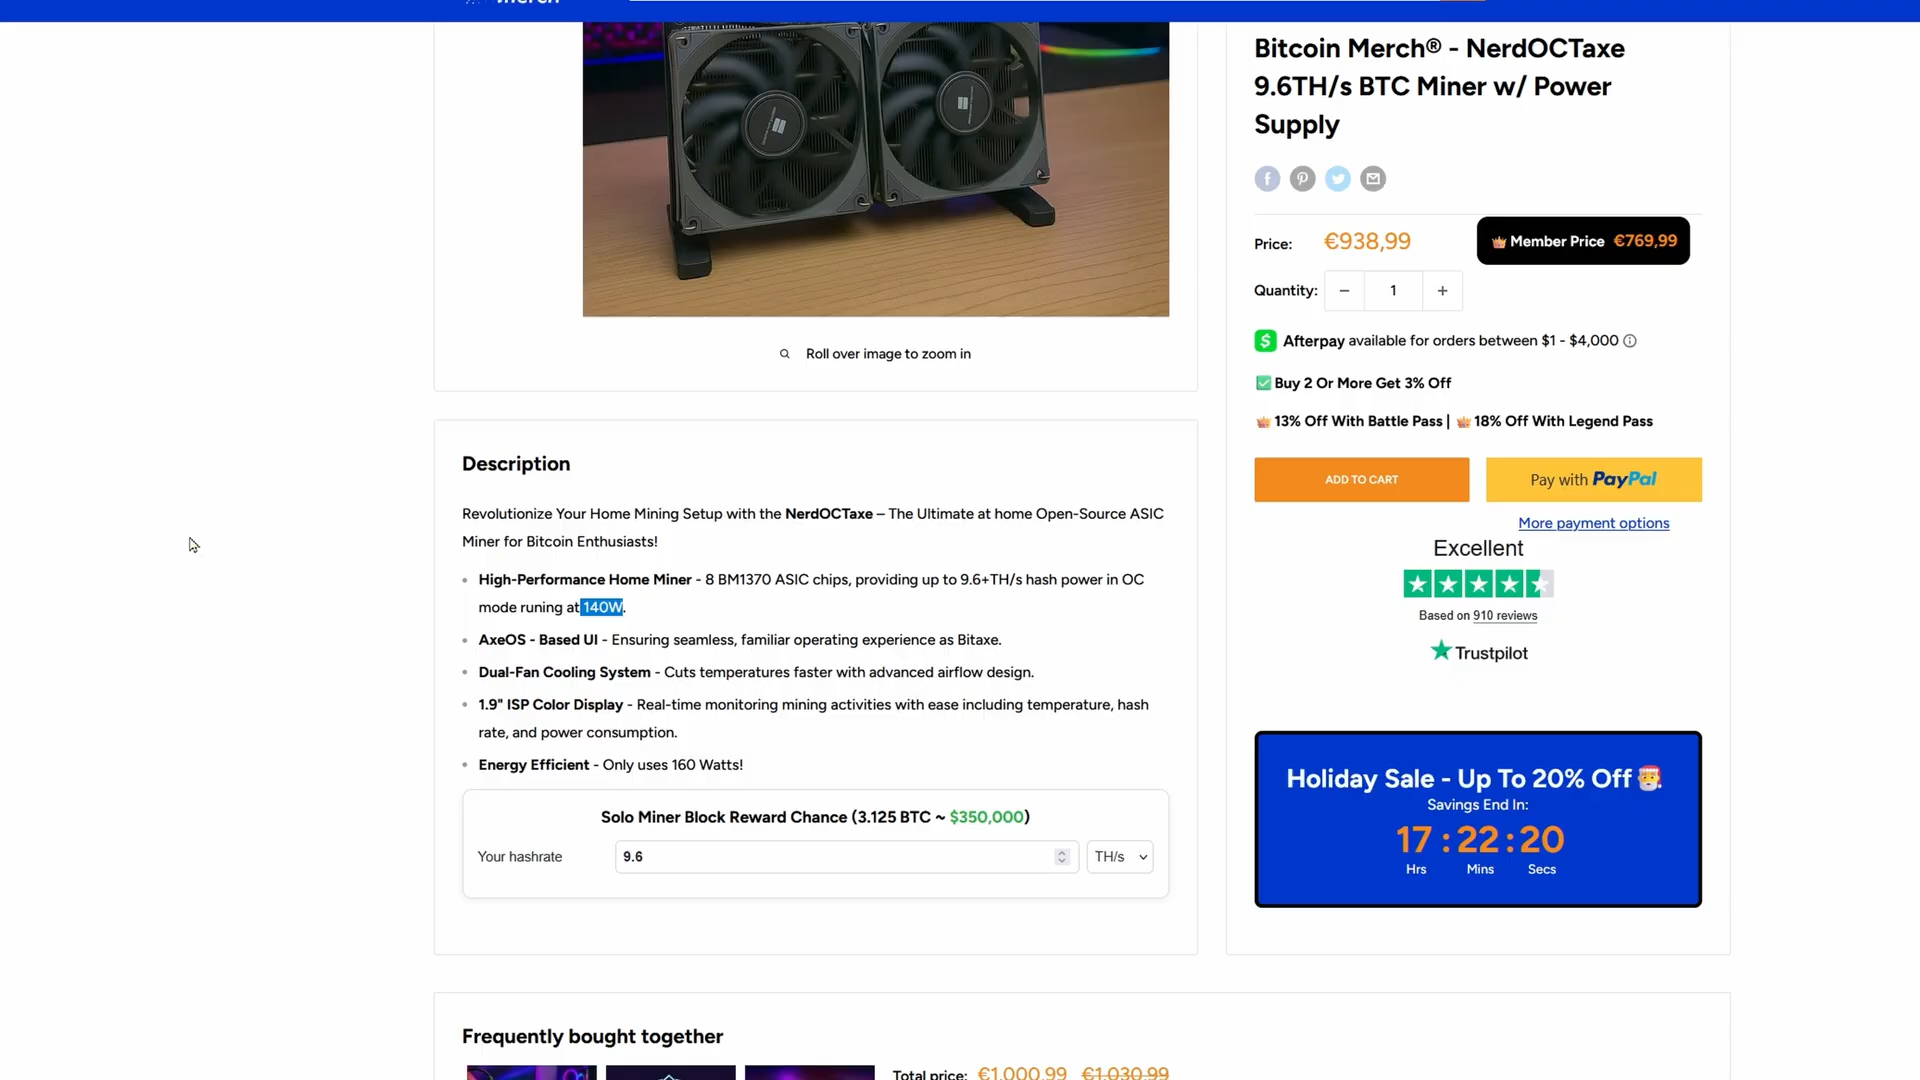 Bitcoin Merch® - NerdOCTaxe
9.6TH/s BTC Miner w/ Power
Supply
Price: €938,99
Member Price €769,99
Quantity: − 1 +
Roll over image to zoom in
Afterpay available for orders between $1 - $4,000
Buy 2 Or More Get 3% Off
13% Off With Battle Pass | 18% Off With Legend Pass
ADD TO CART
Pay with PayPal
More payment options
Excellent
Based on 910 reviews
Trustpilot
Description
Revolutionize Your Home Mining Setup with the NerdOCTaxe – The Ultimate at home Open-Source ASIC
Miner for Bitcoin Enthusiasts!
High-Performance Home Miner - 8 BM1370 ASIC chips, providing up to 9.6+TH/s hash power in OC
mode runing at 140W.
AxeOS - Based UI - Ensuring seamless, familiar operating experience as Bitaxe.
Dual-Fan Cooling System - Cuts temperatures faster with advanced airflow design.
1.9" ISP Color Display - Real-time monitoring mining activities with ease including temperature, hash
rate, and power consumption.
Energy Efficient - Only uses 160 Watts!
Solo Miner Block Reward Chance (3.125 BTC ~ $350,000)
Your hashrate 9.6 TH/s
Holiday Sale - Up To 20% Off
Savings End In:
17 : 22 : 20
Hrs Mins Secs
Frequently bought together
Total price: €1.000,99 €1.030,99